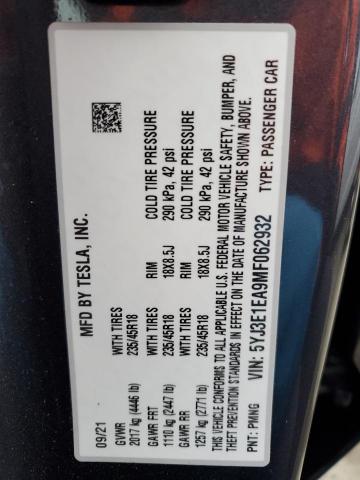 MFD BY TESLA, INC.
09/21
GVWR WITH TIRES RIM COLD TIRE PRESSURE
2017 kg (4446 lb) 235/45R18 18X8.5J 290 kPa, 42 psi
GAWR FRT WITH TIRES RIM COLD TIRE PRESSURE
1110 kg (2447 lb) 235/45R18 18X8.5J 290 kPa, 42 psi
GAWR RR
1257 kg (2771 lb)
THIS VEHICLE CONFORMS TO ALL APPLICABLE U.S. FEDERAL MOTOR VEHICLE SAFETY, BUMPER, AND
THEFT PREVENTION STANDARDS IN EFFECT ON THE DATE OF MANUFACTURE SHOWN ABOVE.
PNT: PMNG VIN: 5YJ3E1EA9MF062932 TYPE: PASSENGER CAR